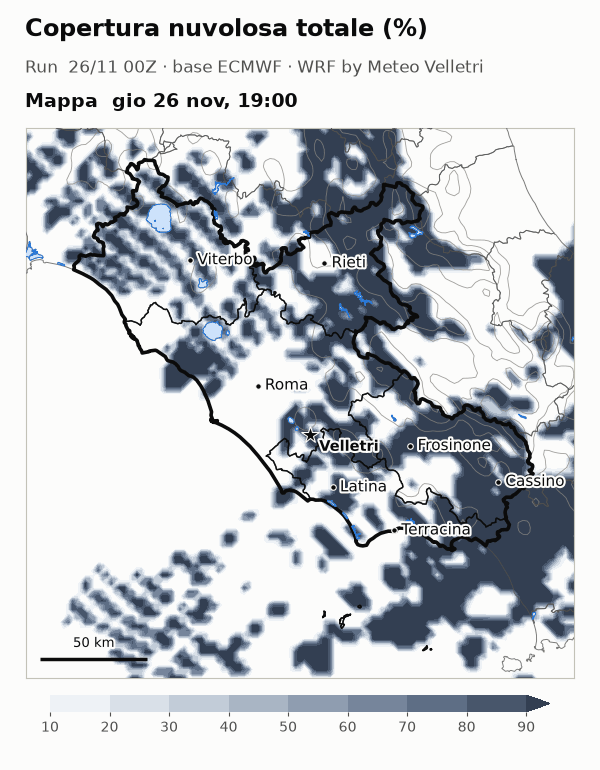 Copertura nuvolosa totale (%)
Run  26/11 00Z · base ECMWF · WRF by Meteo Velletri
Mappa  gio 26 nov, 19:00
Viterbo
Rieti
Roma
Velletri
Frosinone
Latina
Cassino
Terracina
50 km
10 20 30 40 50 60 70 80 90